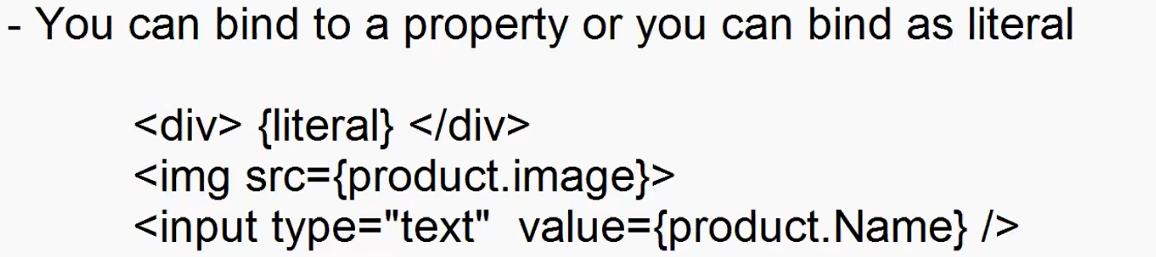 - You can bind to a property or you can bind as literal
<div> {literal} </div>
<img src={product.image}>
<input type="text"  value={product.Name} />